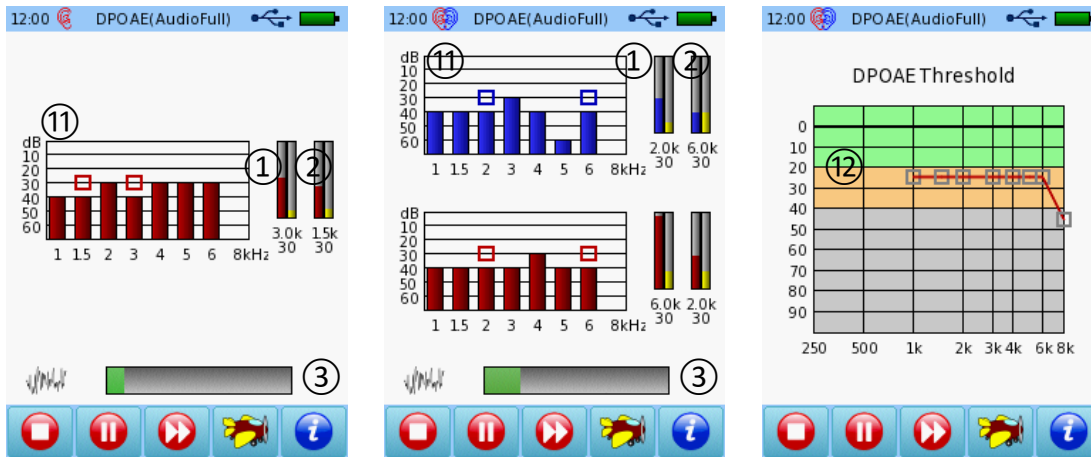 12:00 DPOAE(AudioFull)
⑪
dB
10
20
30
40
50
60
1 1.5 2 3 4 5 6 8kHz
① ②
3.0k 1.5k
30 30
③
12:00 DPOAE(AudioFull)
⑪
dB
10
20
30
40
50
60
1 1.5 2 3 4 5 6 8kHz
① ②
2.0k 6.0k
30 30
dB
10
20
30
40
50
60
1 1.5 2 3 4 5 6 8kHz
6.0k 2.0k
30 30
③
12:00 DPOAE(AudioFull)
DPOAE Threshold
0
10
20
30
40
50
60
70
80
90
⑫
250 500 1k 2k 3k 4k 6k 8k